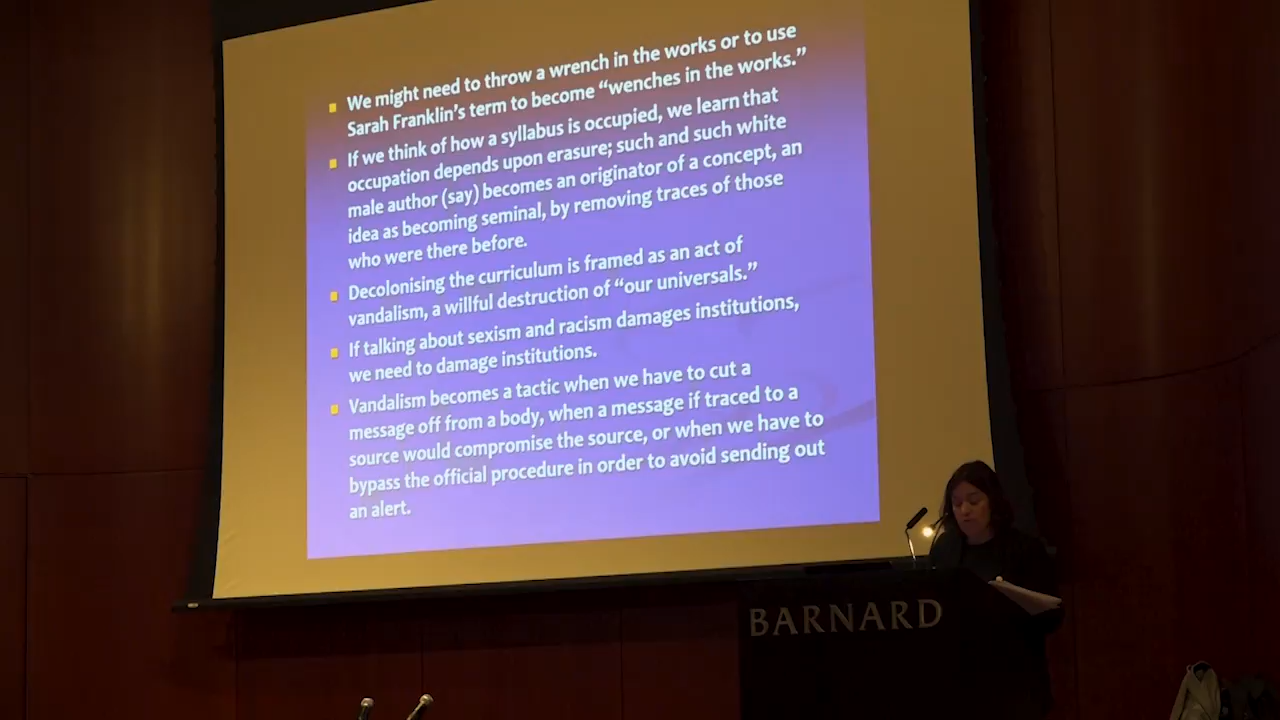 We might need to throw a wrench in the works or to use
Sarah Franklin's term to become “wenches in the works.”
If we think of how a syllabus is occupied, we learn that
occupation depends upon erasure; such and such white
male author (say) becomes an originator of a concept, an
idea as becoming seminal, by removing traces of those
who were there before.
Decolonising the curriculum is framed as an act of
vandalism, a willful destruction of “our universals.”
If talking about sexism and racism damages institutions,
we need to damage institutions.
Vandalism becomes a tactic when we have to cut a
message off from a body, when a message if traced to a
source would compromise the source, or when we have to
bypass the official procedure in order to avoid sending out
an alert.
BARNARD